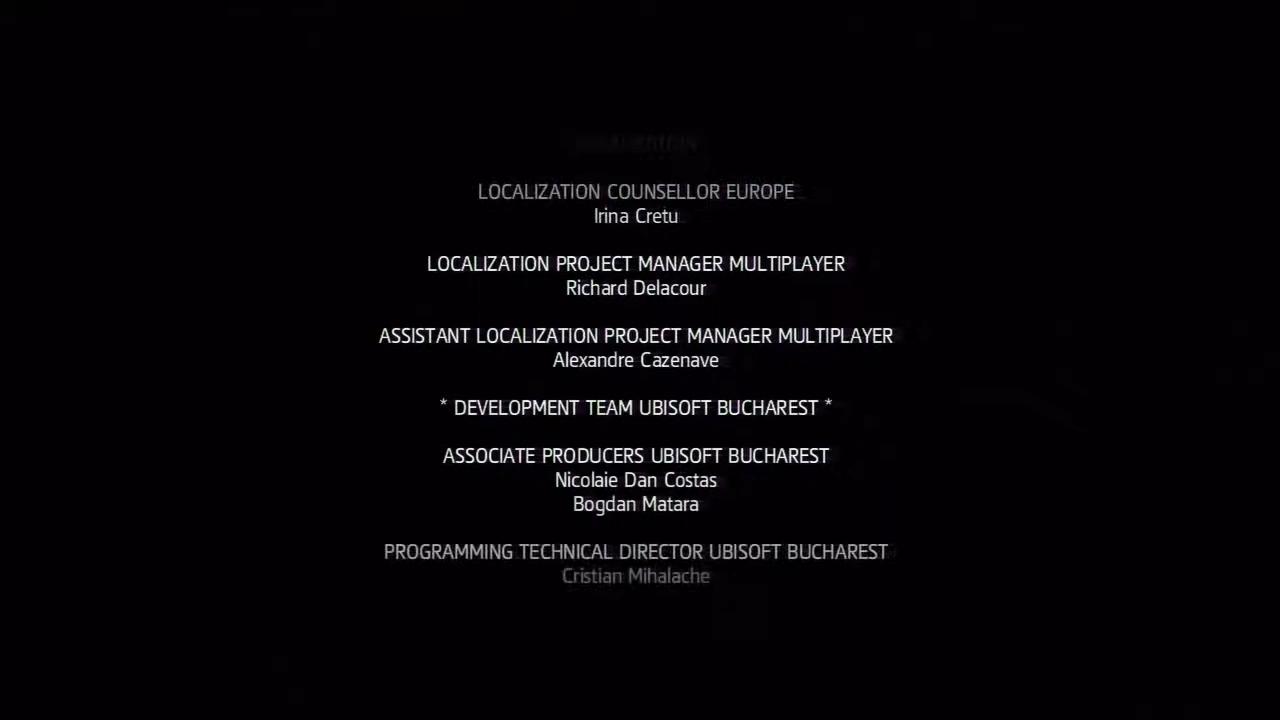 LOCALIZATION COUNSELLOR EUROPE
Irina Cretu
LOCALIZATION PROJECT MANAGER MULTIPLAYER
Richard Delacour
ASSISTANT LOCALIZATION PROJECT MANAGER MULTIPLAYER
Alexandre Cazenave
* DEVELOPMENT TEAM UBISOFT BUCHAREST *
ASSOCIATE PRODUCERS UBISOFT BUCHAREST
Nicolaie Dan Costas
Bogdan Matara
PROGRAMMING TECHNICAL DIRECTOR UBISOFT BUCHAREST
Cristian Mihalache